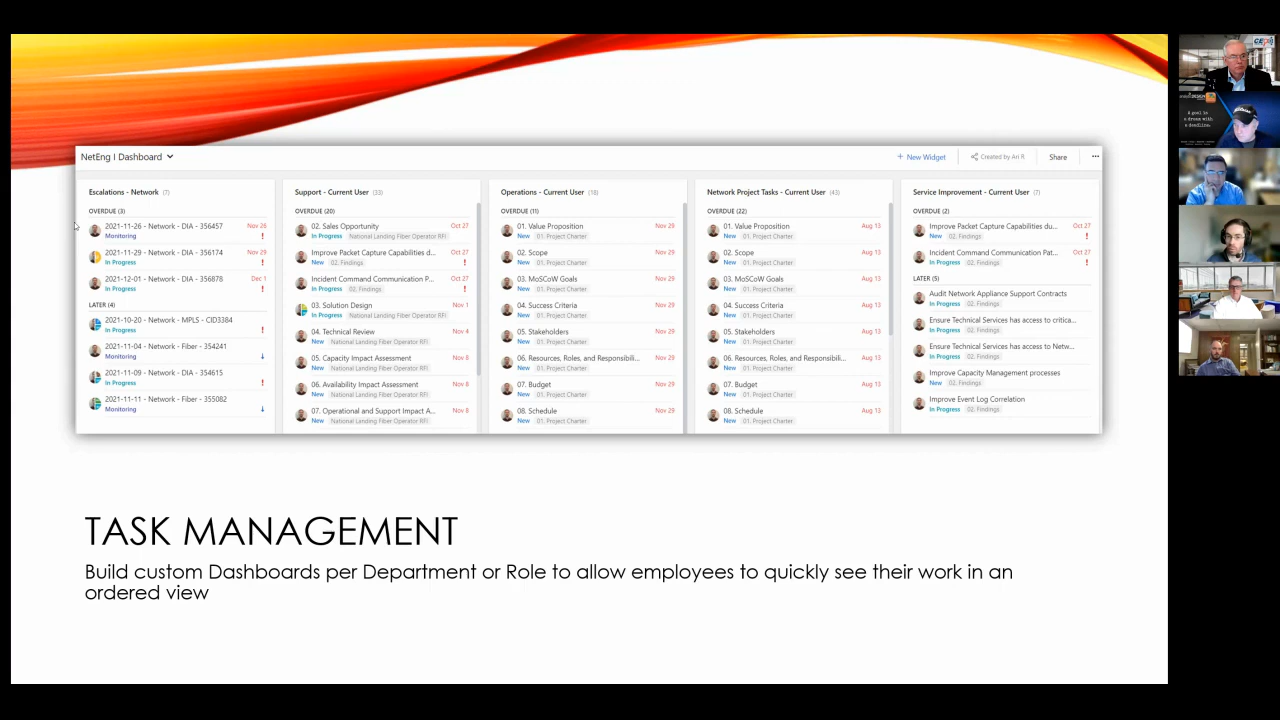 NetEng I Dashboard
+ New Widget
Created by Ari R
Share
Escalations - Network (7)
OVERDUE (3)
2021-11-26 - Network - DIA - 356457 Nov 26
Monitoring !
2021-11-29 - Network - DIA - 356174 Nov 29
In Progress !
2021-12-01 - Network - DIA - 356878 Dec 1
In Progress !
LATER (4)
2021-10-20 - Network - MPLS - CID3384
In Progress !
2021-11-04 - Network - Fiber - 354241
Monitoring ↓
2021-11-09 - Network - DIA - 354615
In Progress !
2021-11-11 - Network - Fiber - 355082
Monitoring ↓
Support - Current User (33)
OVERDUE (20)
02. Sales Opportunity Oct 27
In Progress National Landing Fiber Operator RFI
Improve Packet Capture Capabilities d... Oct 27
New 02. Findings !
Incident Command Communication P... Oct 27
In Progress 02. Findings !
03. Solution Design Nov 1
In Progress National Landing Fiber Operator RFI
04. Technical Review Nov 4
New National Landing Fiber Operator RFI
05. Capacity Impact Assessment Nov 8
New National Landing Fiber Operator RFI
06. Availability Impact Assessment Nov 8
New National Landing Fiber Operator RFI
07. Operational and Support Impact A... Nov 8
New National Landing Fiber Operator RFI
Operations - Current User (18)
OVERDUE (11)
01. Value Proposition Nov 29
New 01. Project Charter
02. Scope Nov 29
New 01. Project Charter
03. MoSCoW Goals Nov 29
New 01. Project Charter
04. Success Criteria Nov 29
New 01. Project Charter
05. Stakeholders Nov 29
New 01. Project Charter
06. Resources, Roles, and Responsibili... Nov 29
New 01. Project Charter
07. Budget Nov 29
New 01. Project Charter
08. Schedule Nov 29
New 01. Project Charter
Network Project Tasks - Current User (43)
OVERDUE (22)
01. Value Proposition Aug 13
New 01. Project Charter
02. Scope Aug 13
New 01. Project Charter
03. MoSCoW Goals Aug 13
New 01. Project Charter
04. Success Criteria Aug 13
New 01. Project Charter
05. Stakeholders Aug 13
New 01. Project Charter
06. Resources, Roles, and Responsibili... Aug 13
New 01. Project Charter
07. Budget Aug 13
New 01. Project Charter
08. Schedule Aug 13
New 01. Project Charter
Service Improvement - Current User (7)
OVERDUE (2)
Improve Packet Capture Capabilities du... Oct 27
New 02. Findings !
Incident Command Communication Pat... Oct 27
In Progress 02. Findings !
LATER (5)
Audit Network Appliance Support Contracts
In Progress 02. Findings
Ensure Technical Services has access to critica...
In Progress 02. Findings
Ensure Technical Services has access to Netw...
In Progress 02. Findings
Improve Capacity Management processes
New 02. Findings
Improve Event Log Correlation
In Progress 02. Findings
TASK MANAGEMENT
Build custom Dashboards per Department or Role to allow employees to quickly see their work in an
ordered view
A goal is
a dream with
a deadline.